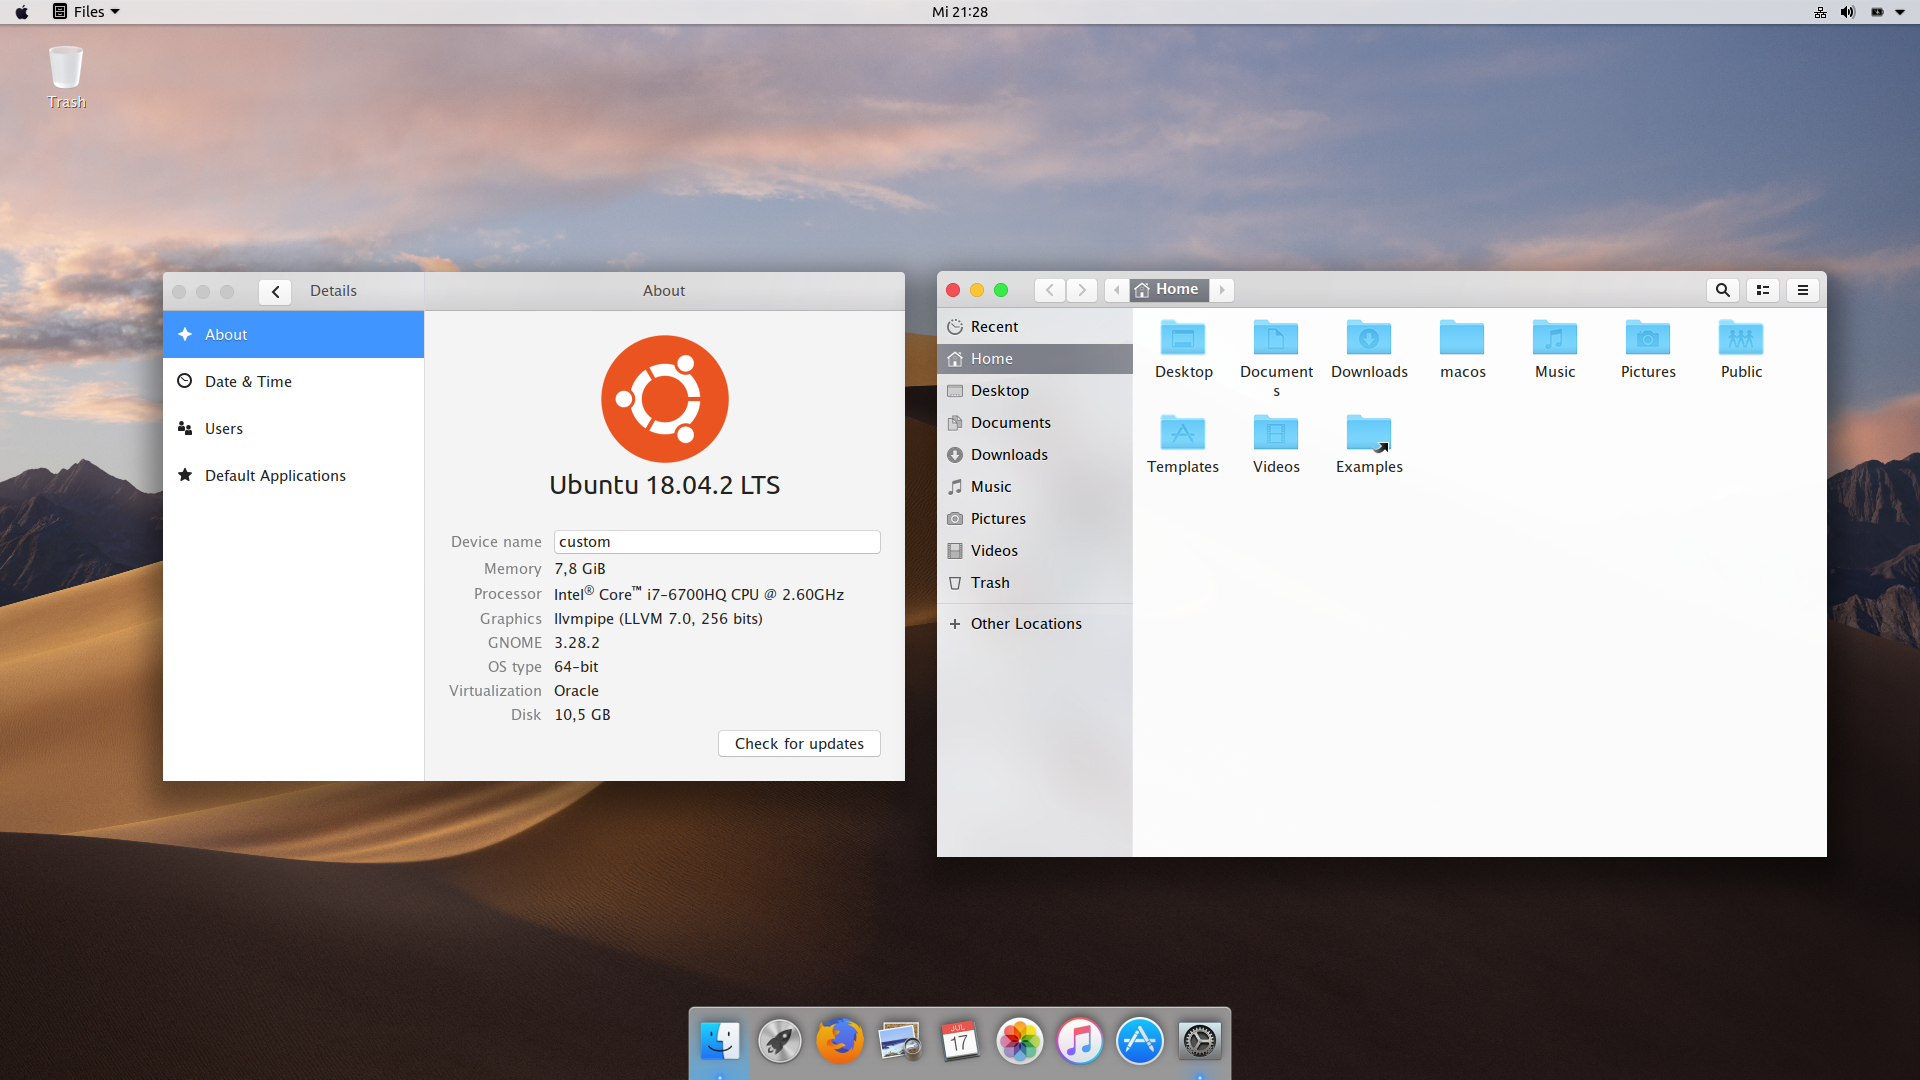 Files
Mi 21:28
Trash
Details
About
About
Date & Time
Users
Default Applications
Ubuntu 18.04.2 LTS
Device name custom
Memory 7,8 GiB
Processor Intel® Core™ i7-6700HQ CPU @ 2.60GHz
Graphics llvmpipe (LLVM 7.0, 256 bits)
GNOME 3.28.2
OS type 64-bit
Virtualization Oracle
Disk 10,5 GB
Check for updates
Home
Recent
Home
Desktop
Documents
Downloads
Music
Pictures
Videos
Trash
Other Locations
Desktop
Document
s
Downloads
macos
Music
Pictures
Public
Templates
Videos
Examples
JUL
17